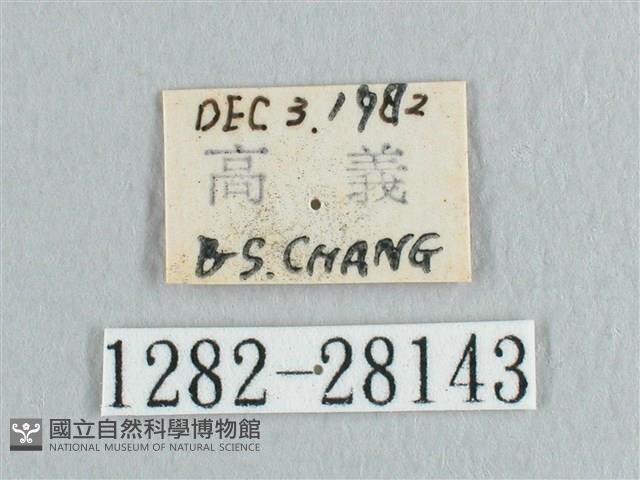 DEC 3. 1982
高 義
B S. CHANG
1282-28143
國立自然科學博物館
NATIONAL MUSEUM OF NATURAL SCIENCE